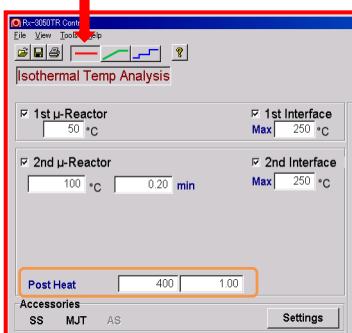 Rx-3050TR Contr
File View Tools Help
?
Isothermal Temp Analysis
1st μ-Reactor 1st Interface
50 °C Max 250 °C
2nd μ-Reactor 2nd Interface
100 °C 0.20 min Max 250 °C
Post Heat 400 1.00
Accessories
SS MJT AS Settings